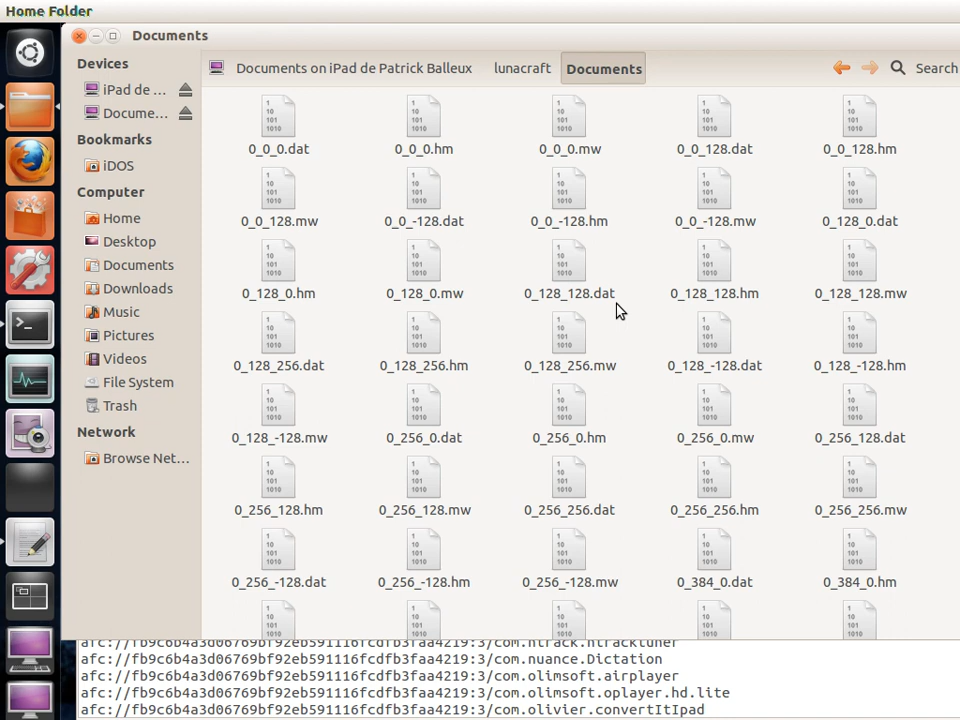 Home Folder
Documents
Devices
iPad de ...
Docume...
Bookmarks
iDOS
Computer
Home
Desktop
Documents
Downloads
Music
Pictures
Videos
File System
Trash
Network
Browse Net...
Documents on iPad de Patrick Balleux lunacraft Documents Search
0_0_0.dat 0_0_0.hm 0_0_0.mw 0_0_128.dat 0_0_128.hm
0_0_128.mw 0_0_-128.dat 0_0_-128.hm 0_0_-128.mw 0_128_0.dat
0_128_0.hm 0_128_0.mw 0_128_128.dat 0_128_128.hm 0_128_128.mw
0_128_256.dat 0_128_256.hm 0_128_256.mw 0_128_-128.dat 0_128_-128.hm
0_128_-128.mw 0_256_0.dat 0_256_0.hm 0_256_0.mw 0_256_128.dat
0_256_128.hm 0_256_128.mw 0_256_256.dat 0_256_256.hm 0_256_256.mw
0_256_-128.dat 0_256_-128.hm 0_256_-128.mw 0_384_0.dat 0_384_0.hm
afc://fb9c6b4a3d06769bf92eb591116fcdfb3faa4219:3/com.ntrack.ntracktuner
afc://fb9c6b4a3d06769bf92eb591116fcdfb3faa4219:3/com.nuance.Dictation
afc://fb9c6b4a3d06769bf92eb591116fcdfb3faa4219:3/com.olimsoft.airplayer
afc://fb9c6b4a3d06769bf92eb591116fcdfb3faa4219:3/com.olimsoft.oplayer.hd.lite
afc://fb9c6b4a3d06769bf92eb591116fcdfb3faa4219:3/com.olivier.convertItIpad